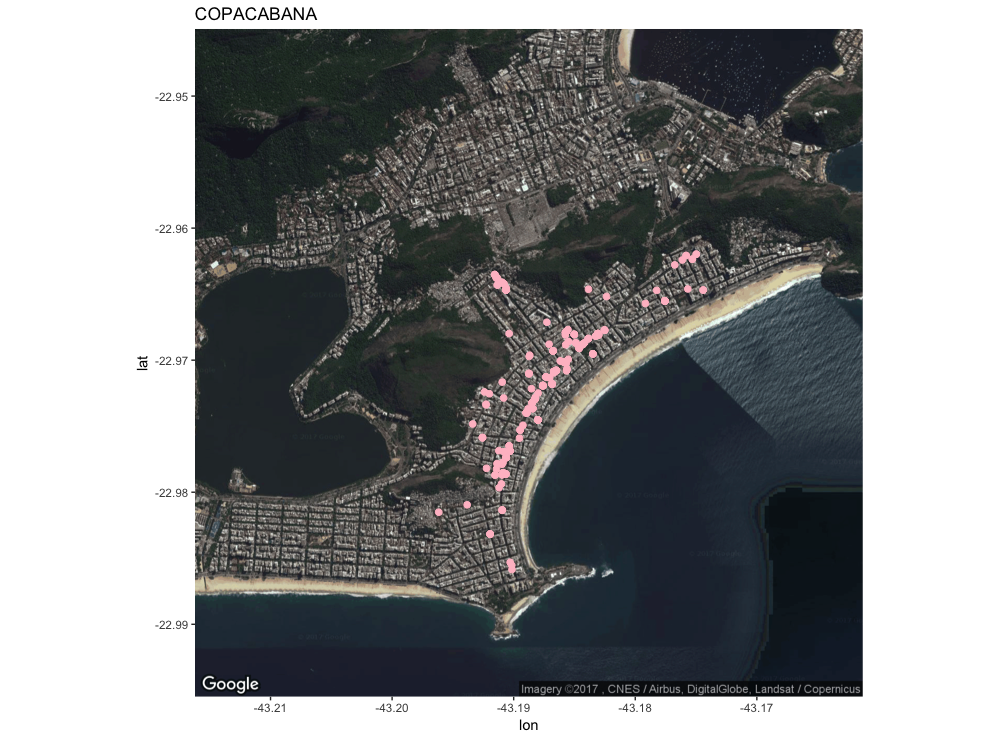 COPACABANA
lat
-22.95
-22.96
-22.97
-22.98
-22.99
Google
Imagery ©2017 , CNES / Airbus, DigitalGlobe, Landsat / Copernicus
-43.21
-43.20
-43.19
-43.18
-43.17
lon